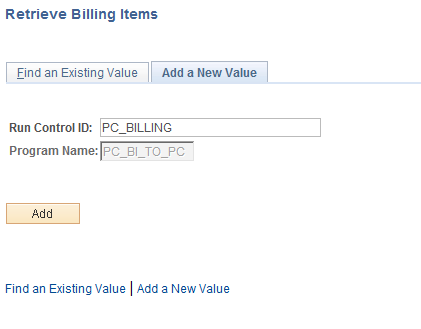 Retrieve Billing Items
Find an Existing Value Add a New Value
Run Control ID: PC_BILLING
Program Name: PC_BI_TO_PC
Add
Find an Existing Value | Add a New Value